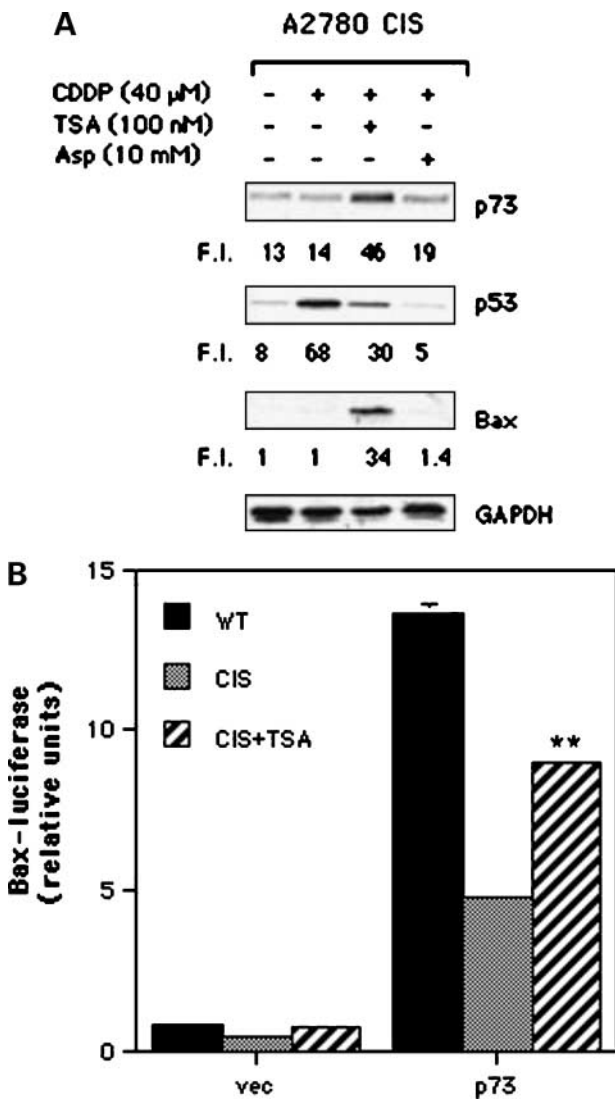 A
A2780 CIS
CDDP (40 µM) - + + +
TSA (100 nM) - - + -
Asp (10 mM) - - - +
p73
F.I. 13 14 46 19
p53
F.I. 8 68 30 5
Bax
F.I. 1 1 34 1.4
GAPDH
B
Bax-luciferase
(relative units)
15
10
5
0
WT
CIS
CIS+TSA
**
vec p73